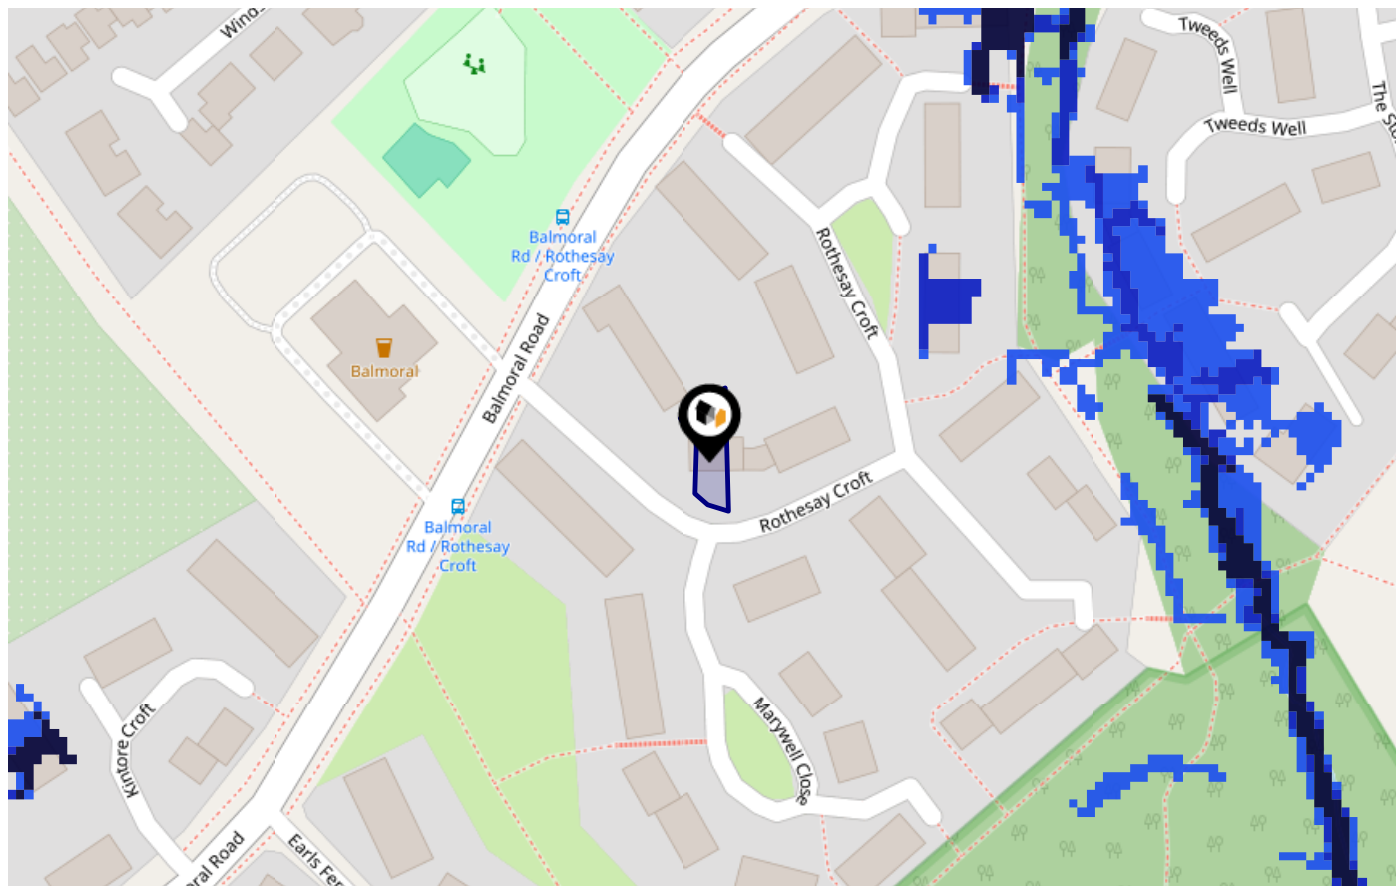 Tweeds
Well
Tweeds Well
Balmoral
Rd / Rothesay
Croft
Rothesay Croft
Balmoral Road
Balmoral
Rothesay Croft
Balmoral
Rd / Rothesay
Croft
Kintore Croft
Marywell Close